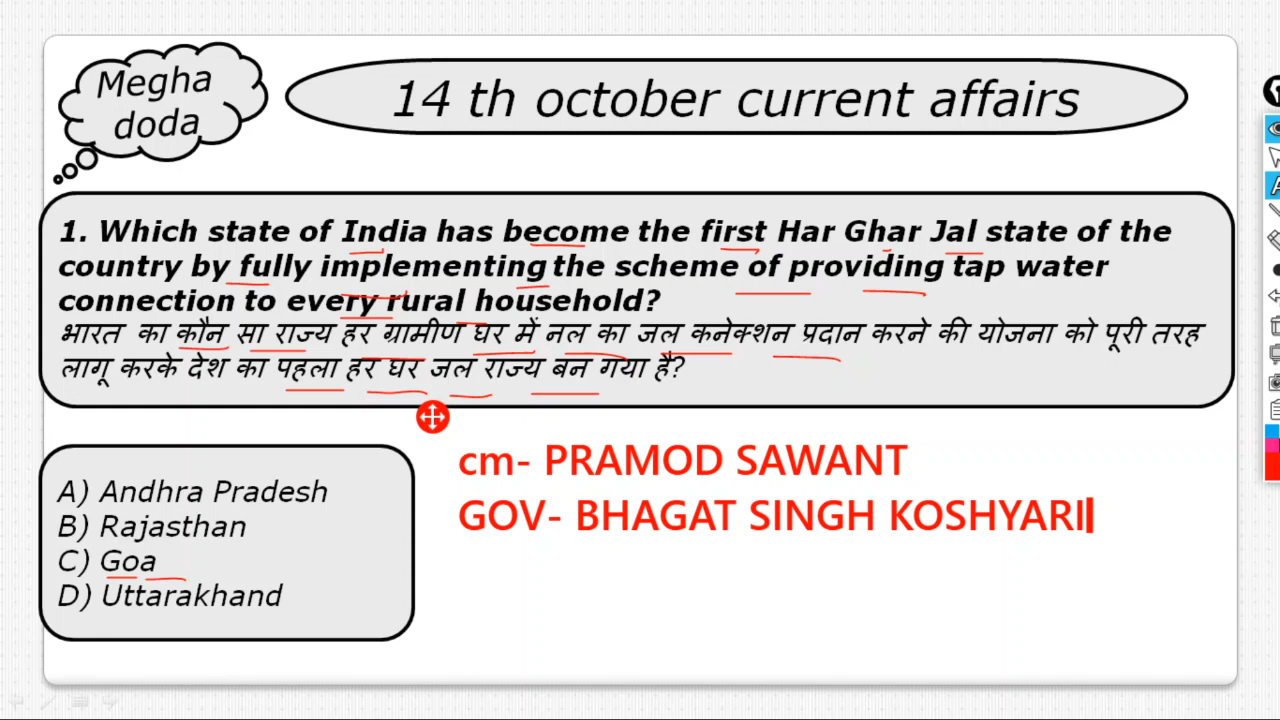 Megha
doda
14 th october current affairs
1. Which state of India has become the first Har Ghar Jal state of the
country by fully implementing the scheme of providing tap water
connection to every rural household?
भारत का कौन सा राज्य हर ग्रामीण घर में नल का जल कनेक्शन प्रदान करने की योजना को पूरी तरह
लागू करके देश का पहला हर घर जल राज्य बन गया है?
A) Andhra Pradesh
B) Rajasthan
C) Goa
D) Uttarakhand
cm- PRAMOD SAWANT
GOV- BHAGAT SINGH KOSHYARI